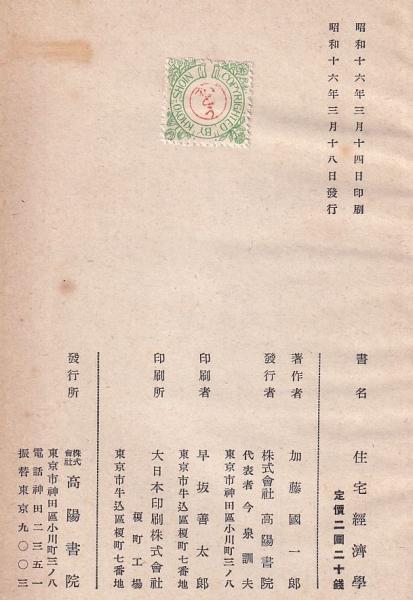 昭和十六年三月十四日印刷
昭和十六年三月十八日發行
COPYRIGHTED BY KŌYŌ-SHOIN
書名 住宅經濟學
定價二圓二十錢
著作者 加藤國一郎
發行者 株式會社 高陽書院
代表者 今泉訓夫
東京市神田區小川町三ノ八
印刷者 早坂善太郎
東京市牛込區榎町七番地
印刷所 大日本印刷株式會社
榎町工場
東京市牛込區榎町七番地
發行所 株式會社 高陽書院
東京市神田區小川町三ノ八
電話神田二三五一
振替東京九〇〇三